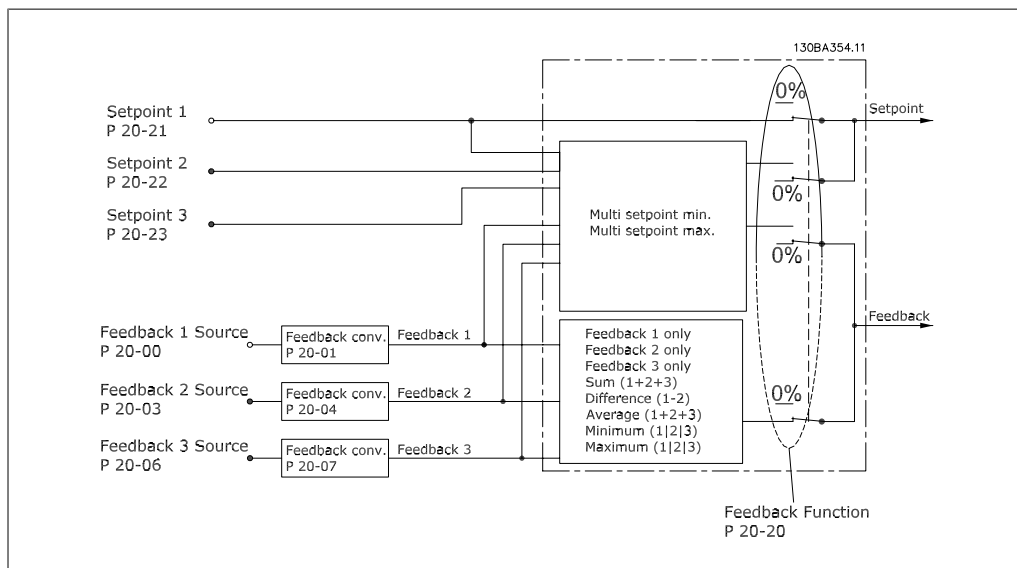 130BA354.11
0%
Setpoint
Setpoint 1
P 20-21
Setpoint 2
P 20-22
0%
Setpoint 3
P 20-23
Multi setpoint min.
Multi setpoint max.
0%
Feedback
Feedback 1 Source
P 20-00
Feedback conv.
P 20-01
Feedback 1
Feedback 2 Source
P 20-03
Feedback conv.
P 20-04
Feedback 2
Feedback 3 Source
P 20-06
Feedback conv.
P 20-07
Feedback 3
Feedback 1 only
Feedback 2 only
Feedback 3 only
Sum (1+2+3)
Difference (1-2)
Average (1+2+3)
Minimum (1|2|3)
Maximum (1|2|3)
0%
Feedback Function
P 20-20